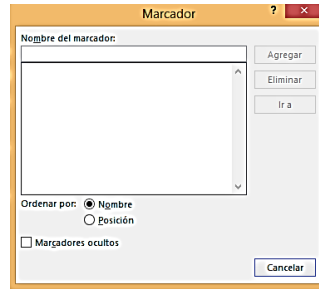 Marcador
?
Nombre del marcador:
Agregar
Eliminar
Ir a
Ordenar por:
Nombre
Posición
Marcadores ocultos
Cancelar